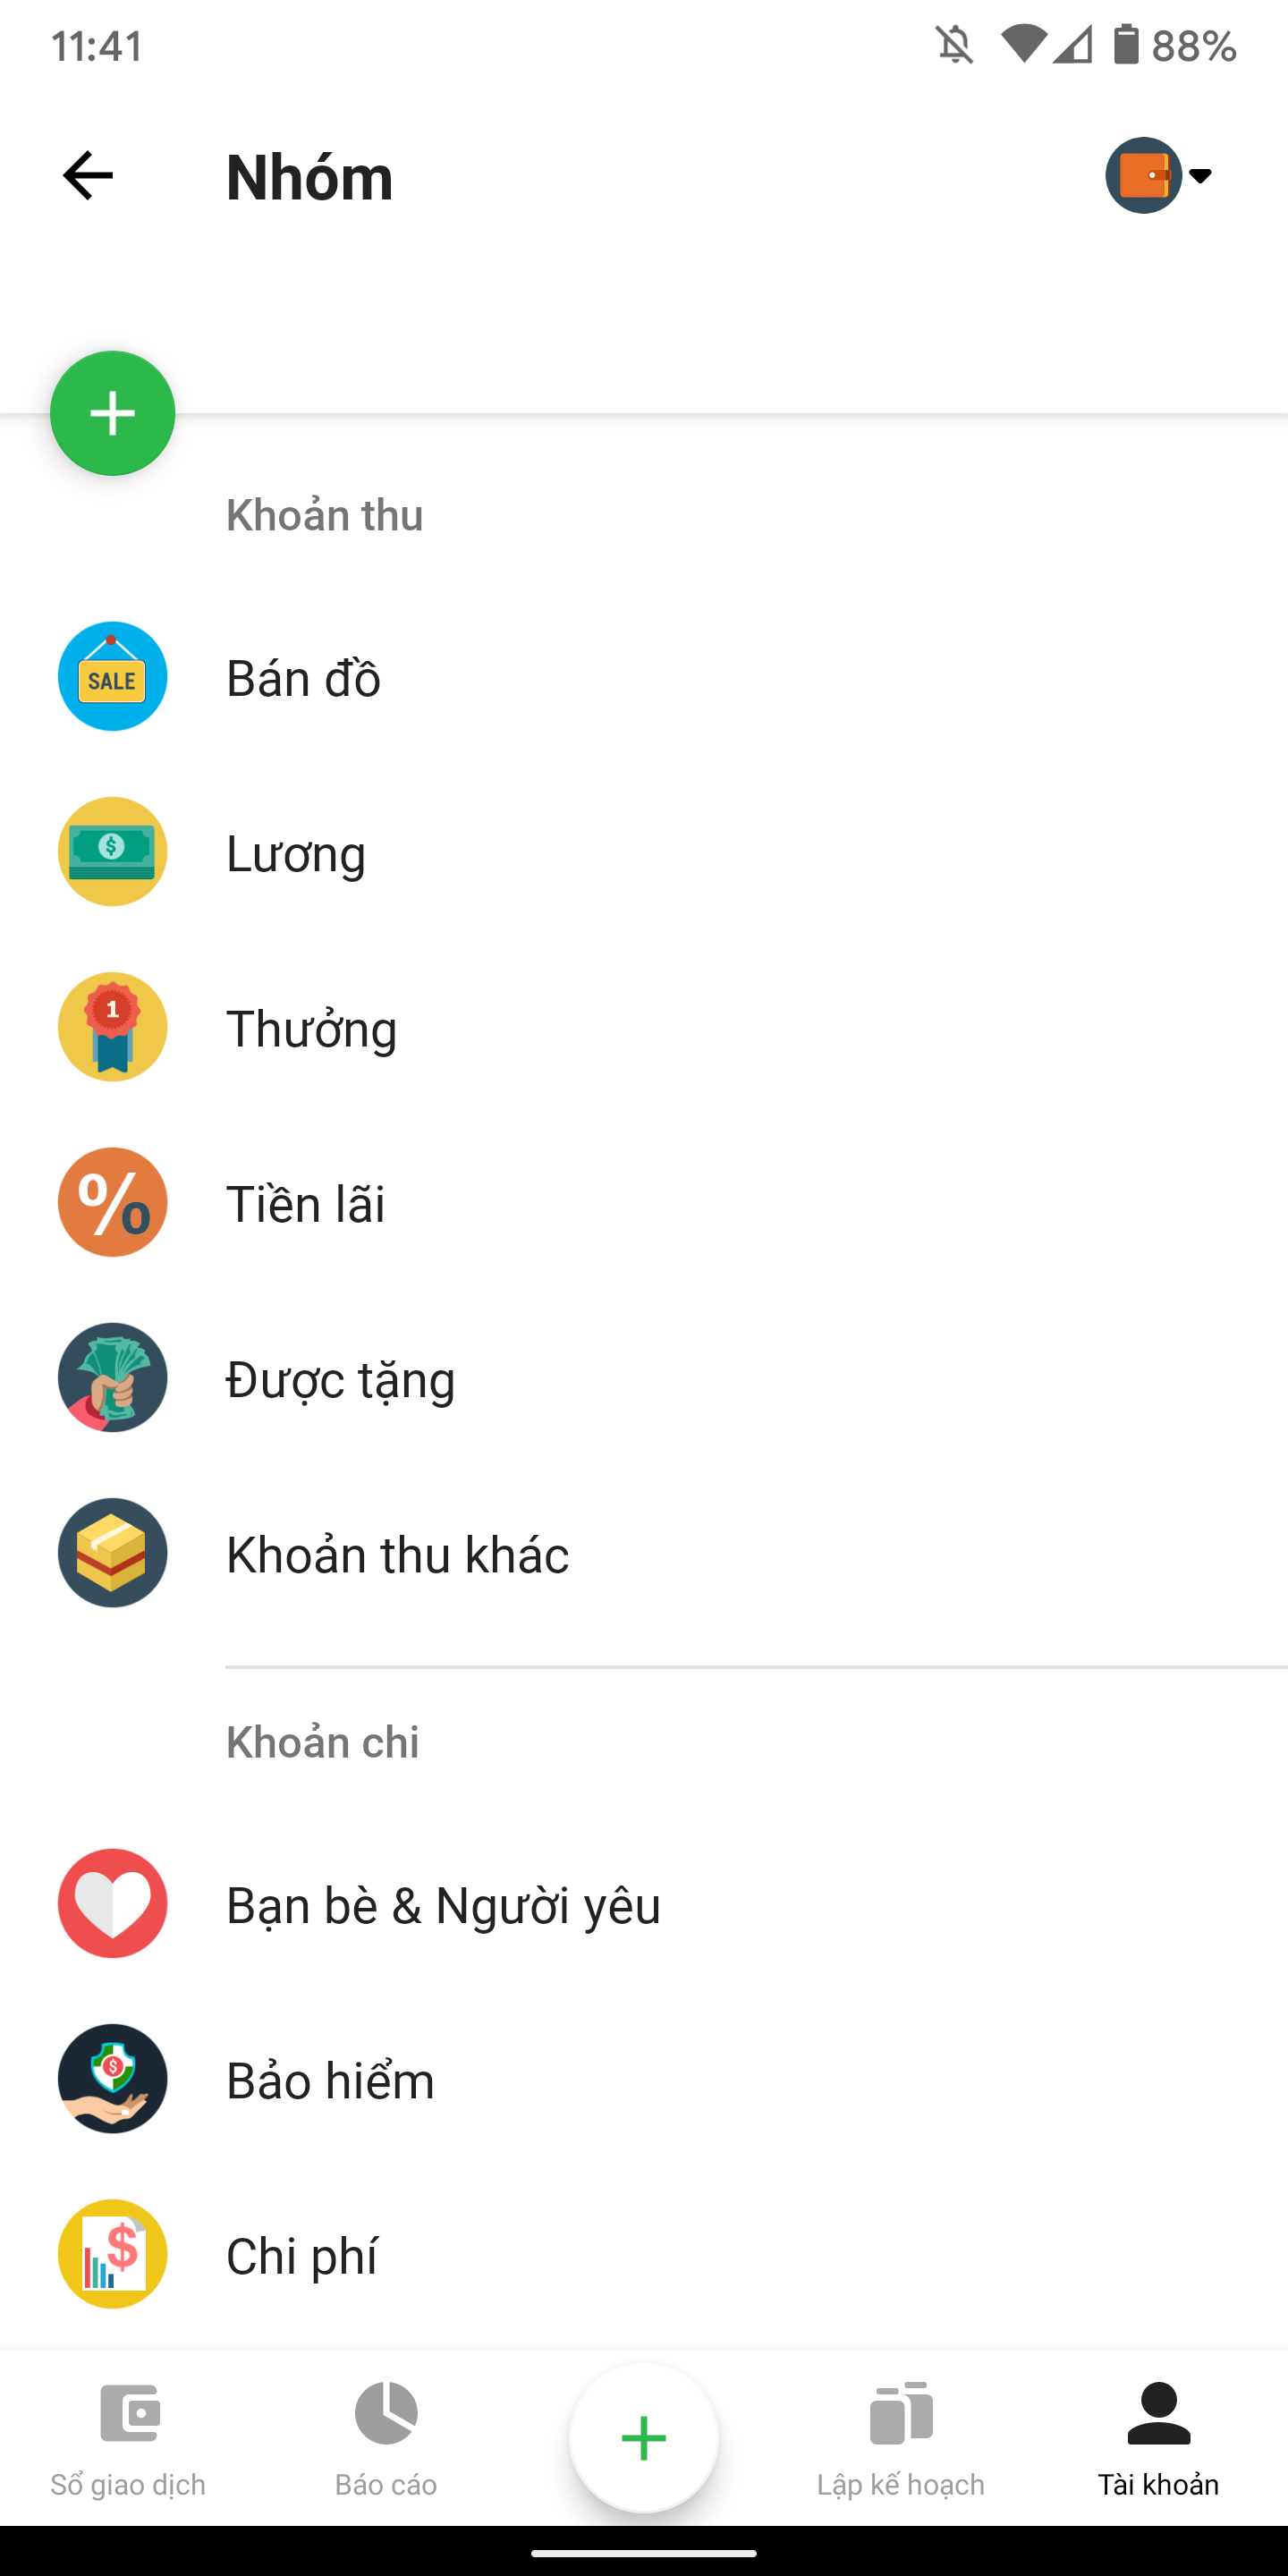 11:41
88%
Nhóm
Khoản thu
SALE
Bán đồ
$
Lương
1
Thưởng
%
Tiền lãi
Được tặng
Khoản thu khác
Khoản chi
Bạn bè & Người yêu
$
Bảo hiểm
$
Chi phí
Sổ giao dịch
Báo cáo
Lập kế hoạch
Tài khoản